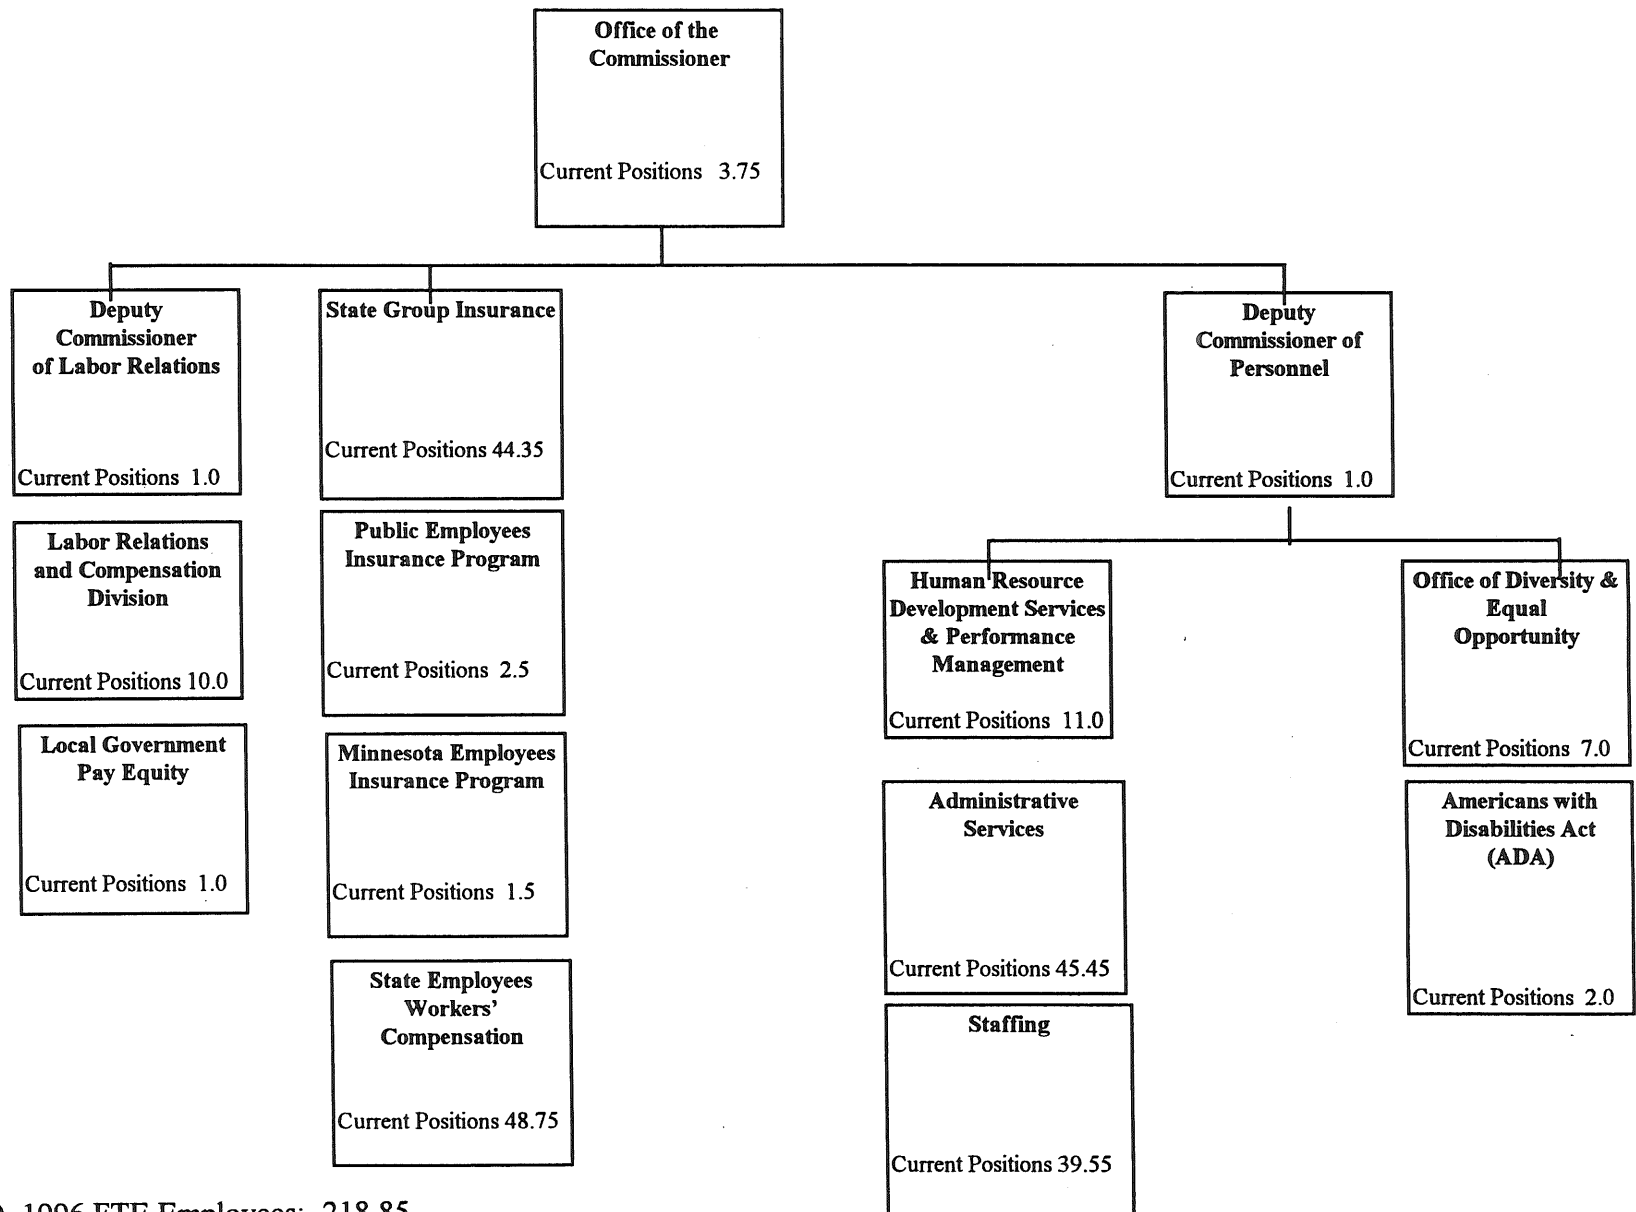 Office of the
Commissioner
Current Positions 3.75
Deputy
Commissioner
of Labor Relations
Current Positions 1.0
State Group Insurance
Current Positions 44.35
Deputy
Commissioner of
Personnel
Current Positions 1.0
Labor Relations
and Compensation
Division
Current Positions 10.0
Public Employees
Insurance Program
Current Positions 2.5
Human Resource
Development Services
& Performance
Management
Current Positions 11.0
Office of Diversity &
Equal
Opportunity
Current Positions 7.0
Local Government
Pay Equity
Current Positions 1.0
Minnesota Employees
Insurance Program
Current Positions 1.5
Administrative
Services
Current Positions 45.45
Americans with
Disabilities Act
(ADA)
Current Positions 2.0
State Employees
Workers'
Compensation
Current Positions 48.75
Staffing
Current Positions 39.55
1996 FTE Employees: 218.85